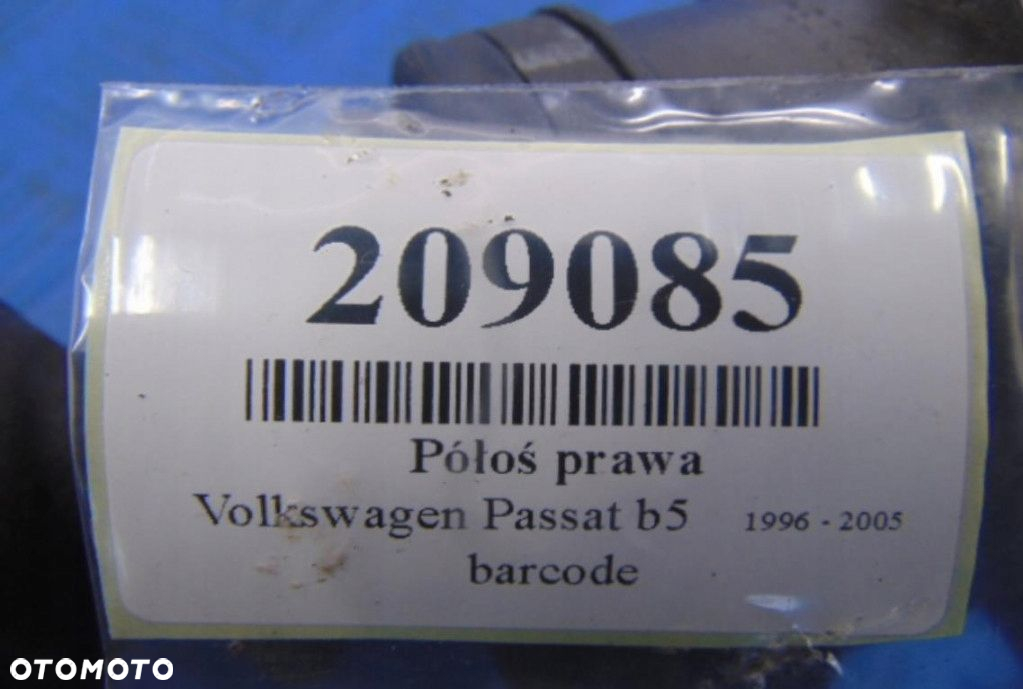 209085
Półoś prawa
Volkswagen Passat b5 1996 - 2005
barcode
OTOMOTO